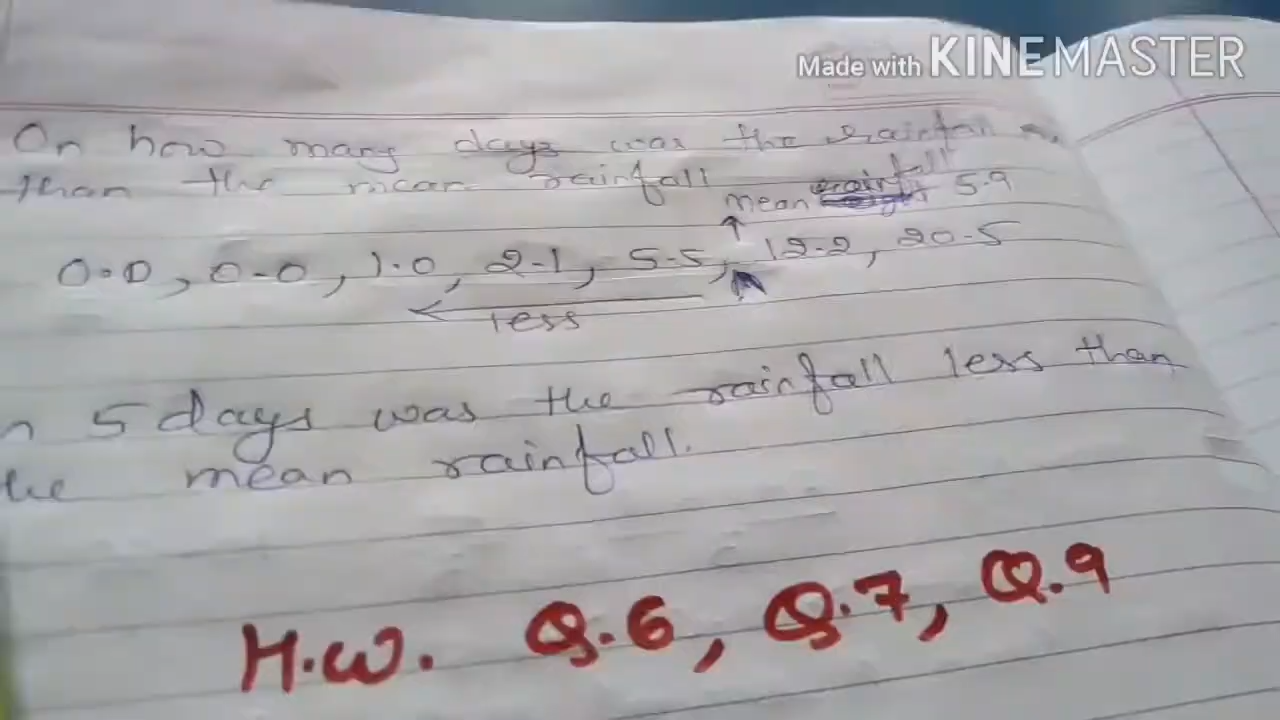 Made with KINEMASTER
On how many days was the rainfall
than the mean rainfall
mean rainfall 5.9
0.0, 0.0, 1.0, 2.1, 5.5, 12.2, 20.5
less
n 5 days was the rainfall less than
he mean rainfall.
H.W. Q.6, Q.7, Q.9